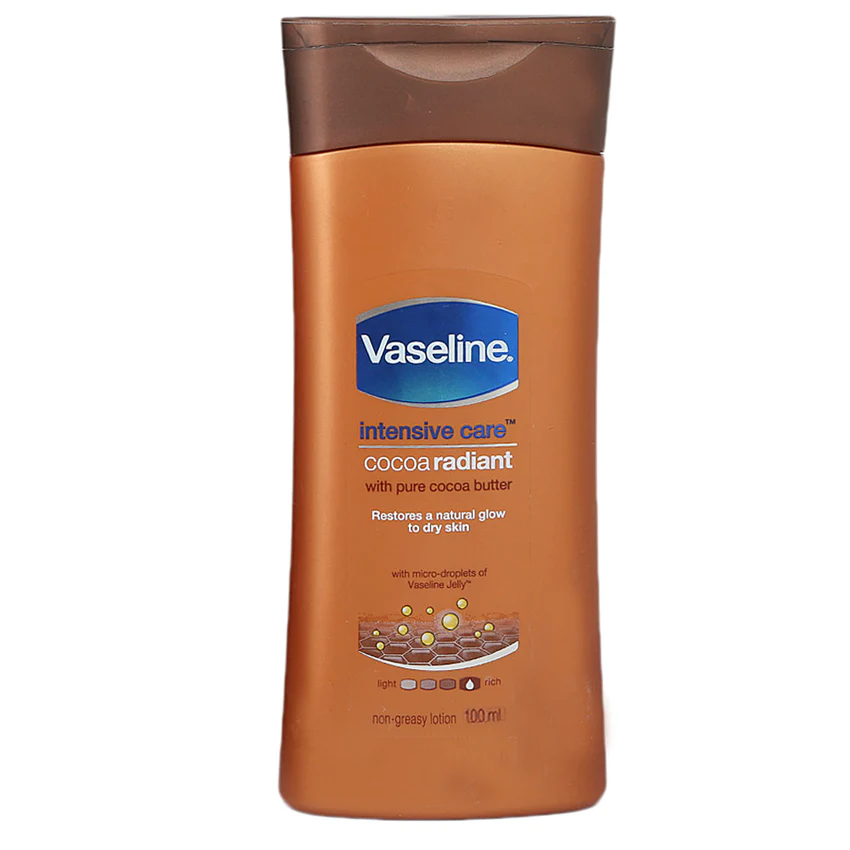 Vaseline®
intensive care™
cocoa radiant
with pure cocoa butter
Restores a natural glow
to dry skin
with micro-droplets of
Vaseline Jelly™
light rich
non-greasy lotion 100 ml